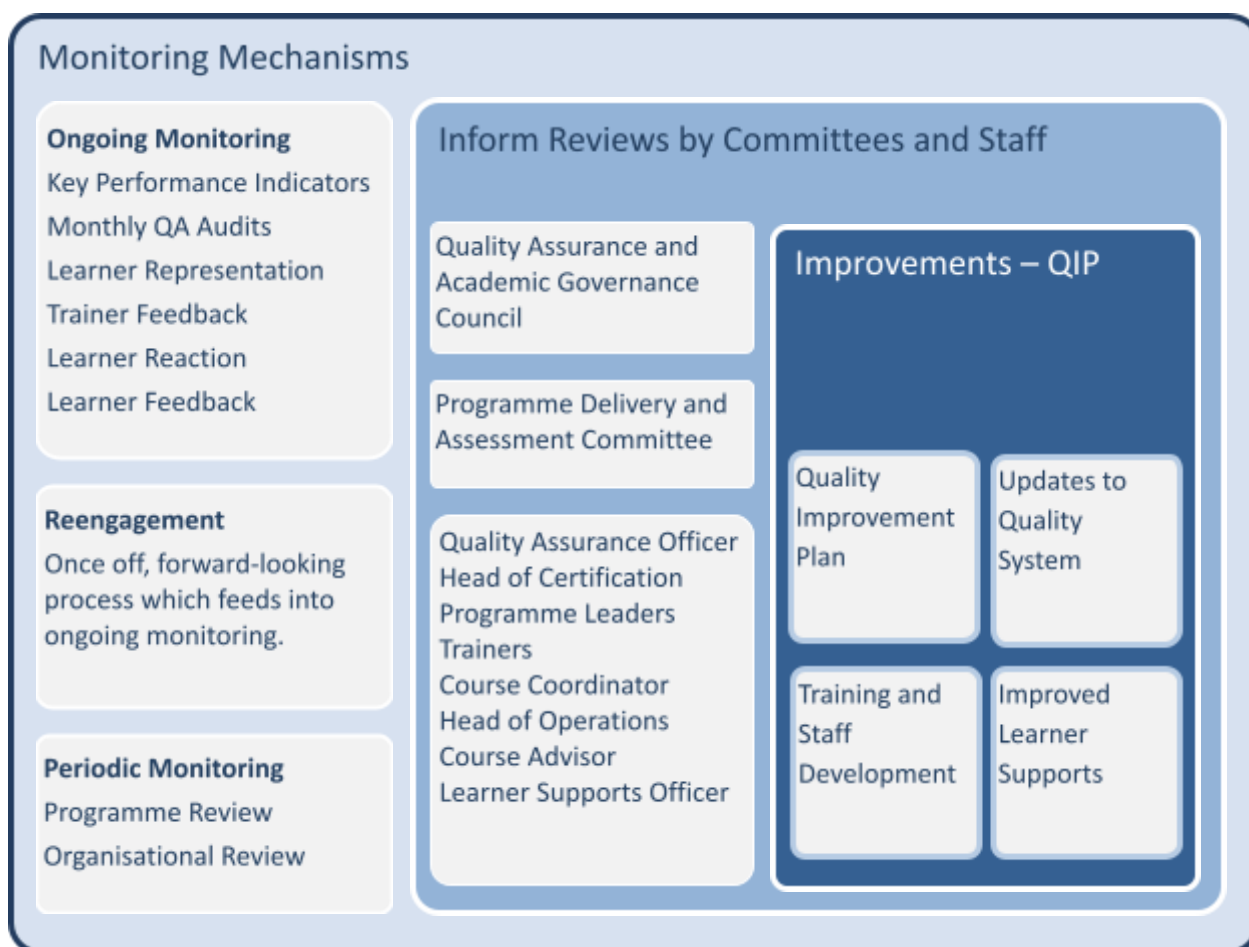 Monitoring Mechanisms
Ongoing Monitoring
Key Performance Indicators
Monthly QA Audits
Learner Representation
Trainer Feedback
Learner Reaction
Learner Feedback
Reengagement
Once off, forward-looking
process which feeds into
ongoing monitoring.
Periodic Monitoring
Programme Review
Organisational Review
Inform Reviews by Committees and Staff
Quality Assurance and
Academic Governance
Council
Programme Delivery and
Assessment Committee
Quality Assurance Officer
Head of Certification
Programme Leaders
Trainers
Course Coordinator
Head of Operations
Course Advisor
Learner Supports Officer
Improvements – QIP
Quality
Improvement
Plan
Updates to
Quality
System
Training and
Staff
Development
Improved
Learner
Supports